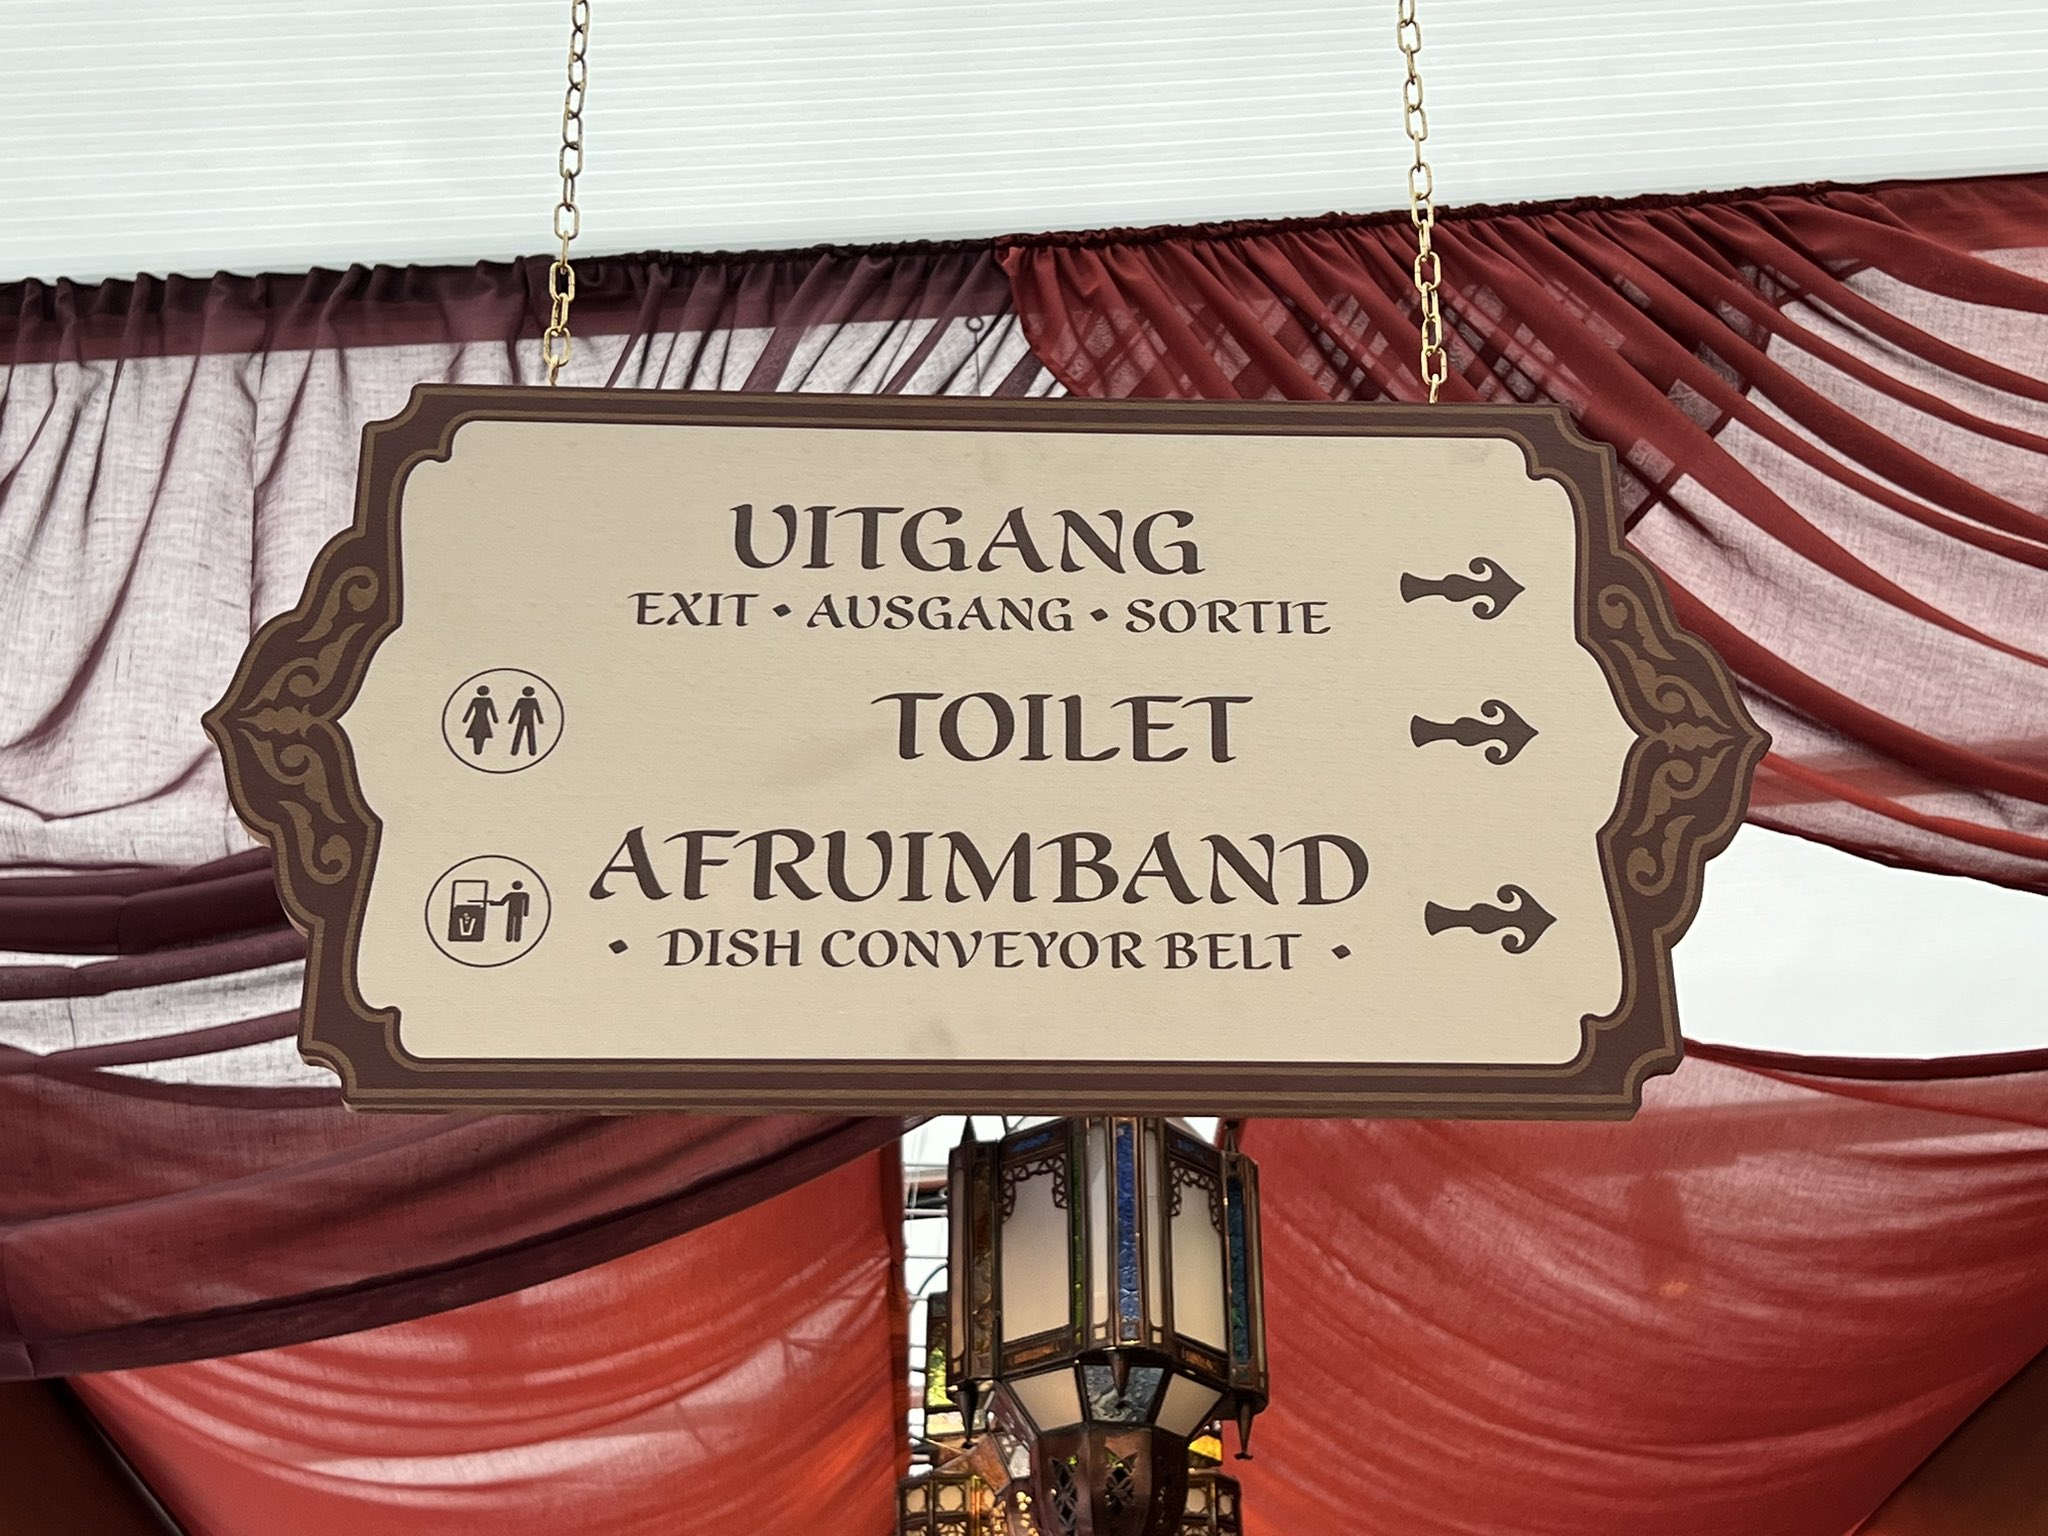 UITGANG
EXIT • AUSGANG • SORTIE
TOILET
AFRUIMBAND
• DISH CONVEYOR BELT •